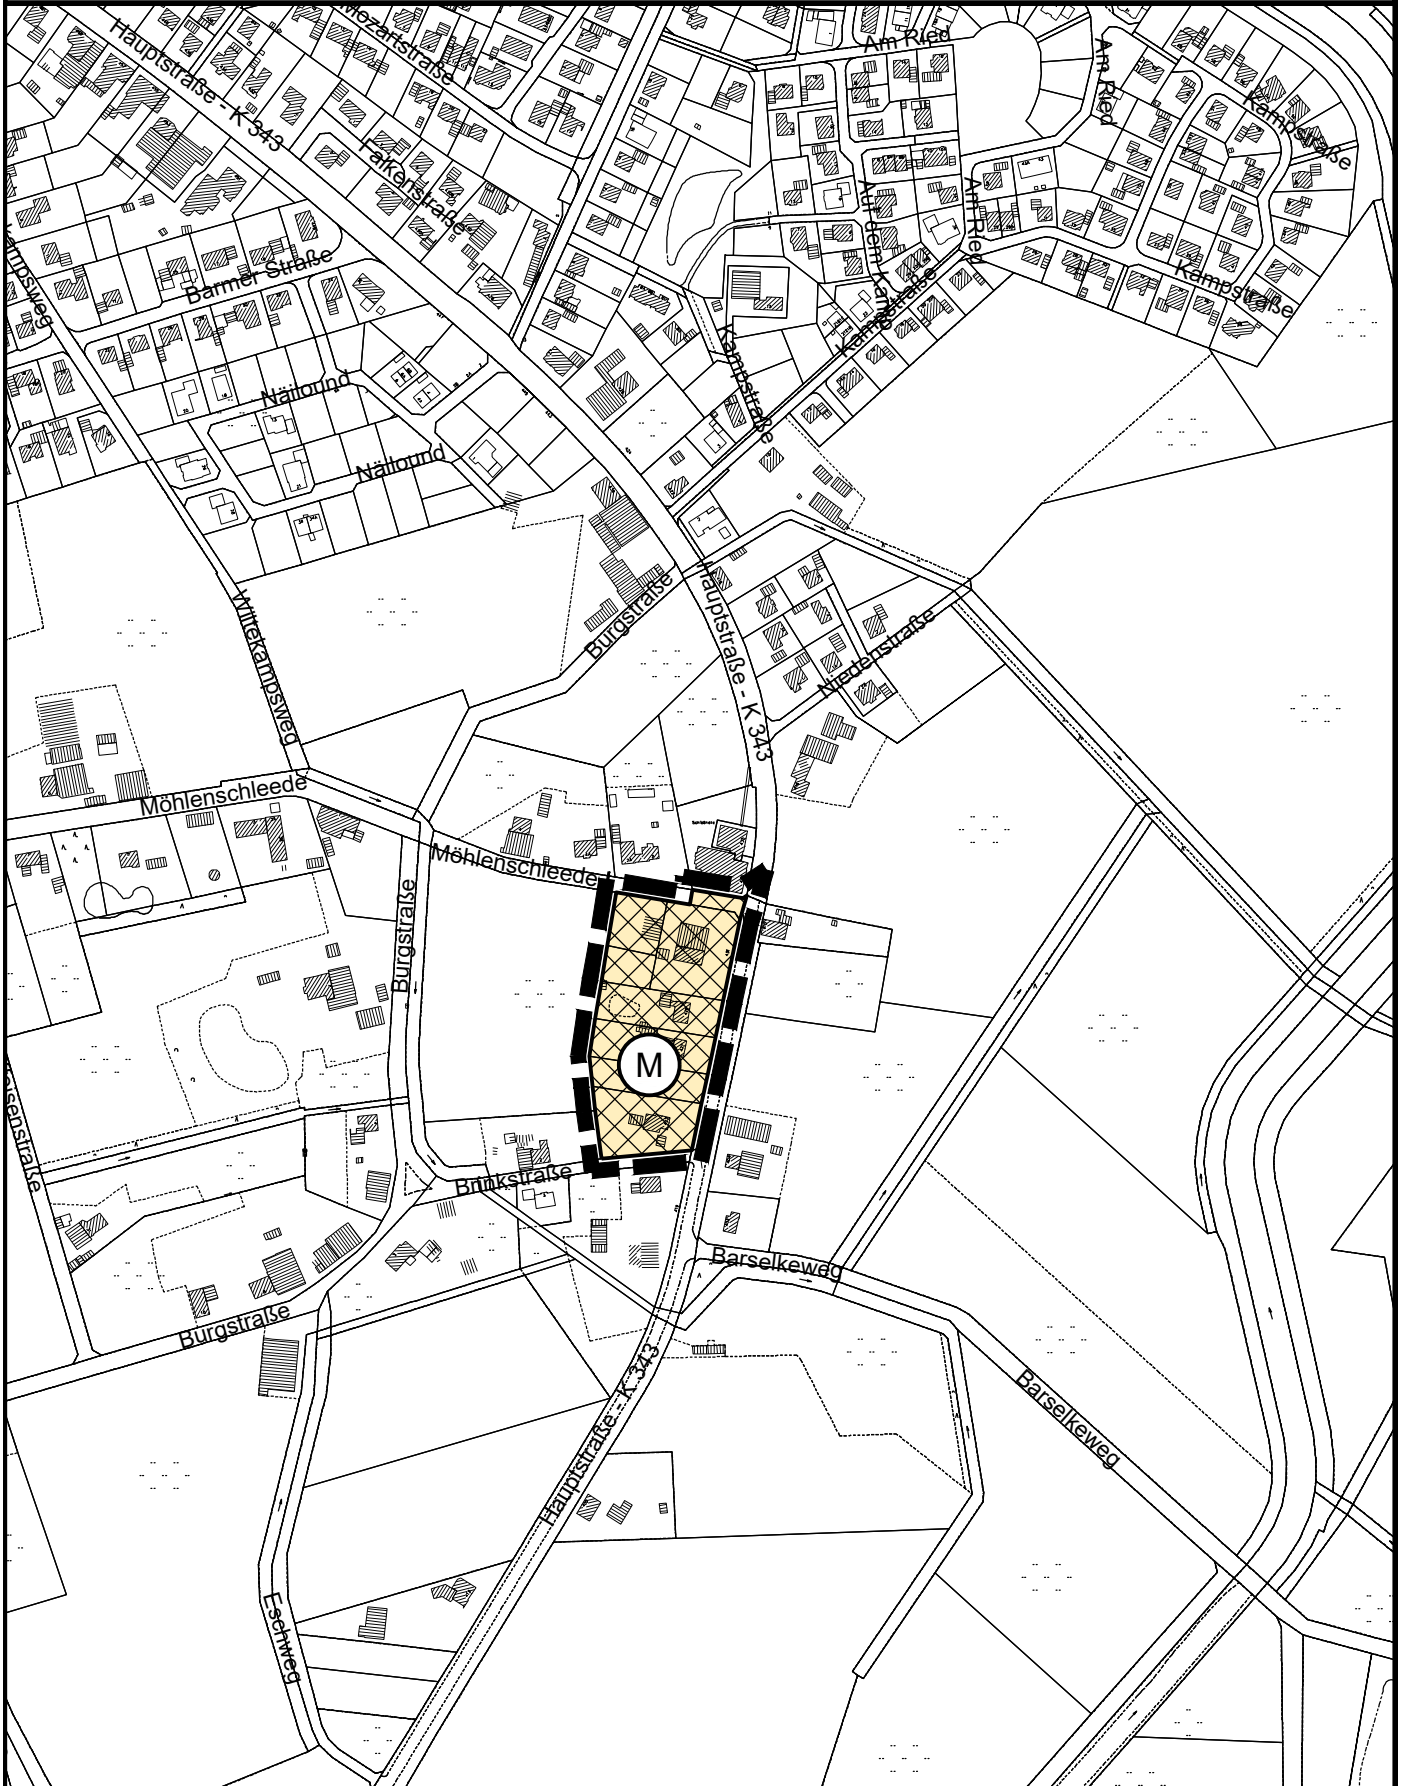 Mozartstraße
Am Ried
Hauptstraße - K 343
Am Ried
Kampstraße
Falkenstraße
Auf dem Kamp
Am Ried
Barmer Straße
Kampstraße
Kampstraße
Kampstraße
Näilound
Näilound
Burgstraße
Hauptstraße - K 343
Wiltekampsweg
Niedenstraße
Möhlenschleede
Möhlenschleede
Burgstraße
M
Brinkstraße
Barselkeweg
Burgstraße
Hauptstraße - K 343
Barselkeweg
Eschweg